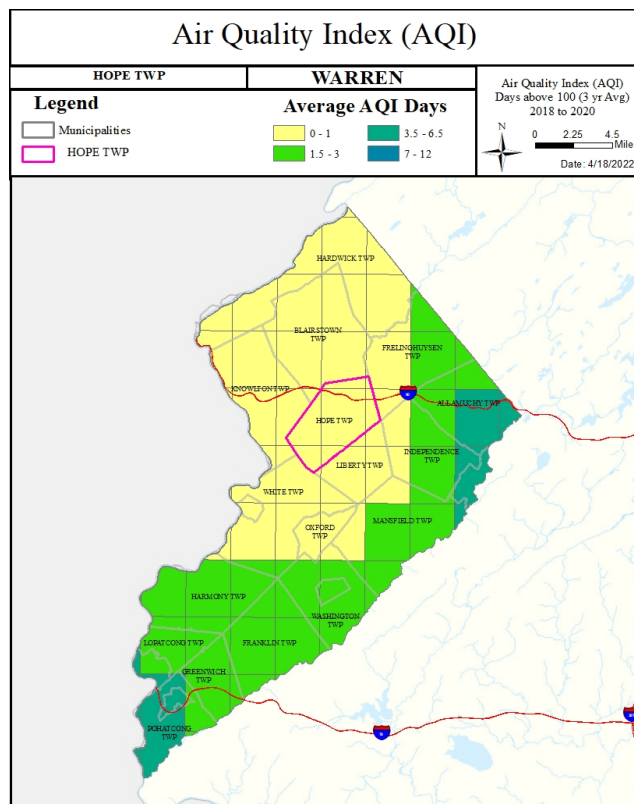 Air Quality Index (AQI)
HOPE TWP
WARREN
Legend
Municipalities
HOPE TWP
Average AQI Days
0 - 1
1.5 - 3
3.5 - 6.5
7 - 12
Air Quality Index (AQI)
Days above 100 (3 yr Avg)
2018 to 2020
N
0 2.25 4.5
Mile
Date: 4/18/2022
HARDWICK TWP
BLAIRSTOWN
TWP
FRELINGHUYSEN
TWP
KNOWLTON TWP
ALLAMUCHY TWP
HOPE TWP
INDEPENDENCE
TWP
LIBERTY TWP
WHITE TWP
MANSFIELD TWP
OXFORD
TWP
HARMONY TWP
WASHINGTON
TWP
LOPATCONG TWP
FRANKLIN TWP
GREENWICH
TWP
POHATCONG
TWP